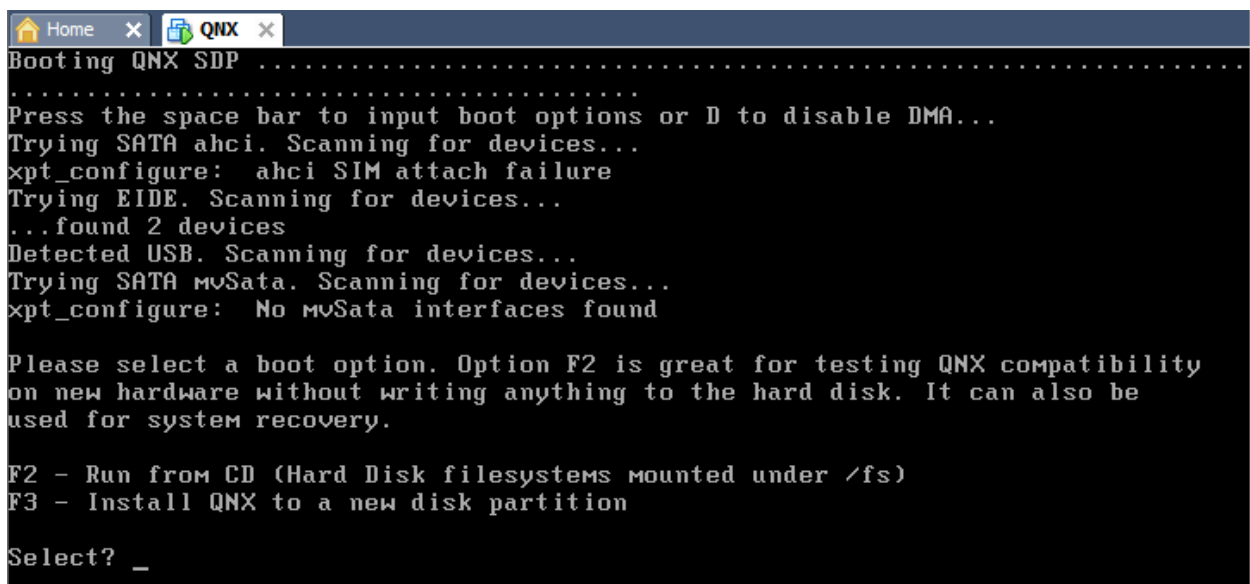 Home
QNX
Booting QNX SDP ................................................................
.........................................
Press the space bar to input boot options or D to disable DMA...
Trying SATA ahci. Scanning for devices...
xpt_configure:  ahci SIM attach failure
Trying EIDE. Scanning for devices...
...found 2 devices
Detected USB. Scanning for devices...
Trying SATA mvSata. Scanning for devices...
xpt_configure:  No mvSata interfaces found
Please select a boot option. Option F2 is great for testing QNX compatibility
on new hardware without writing anything to the hard disk. It can also be
used for system recovery.
F2 - Run from CD (Hard Disk filesystems mounted under /fs)
F3 - Install QNX to a new disk partition
Select? _